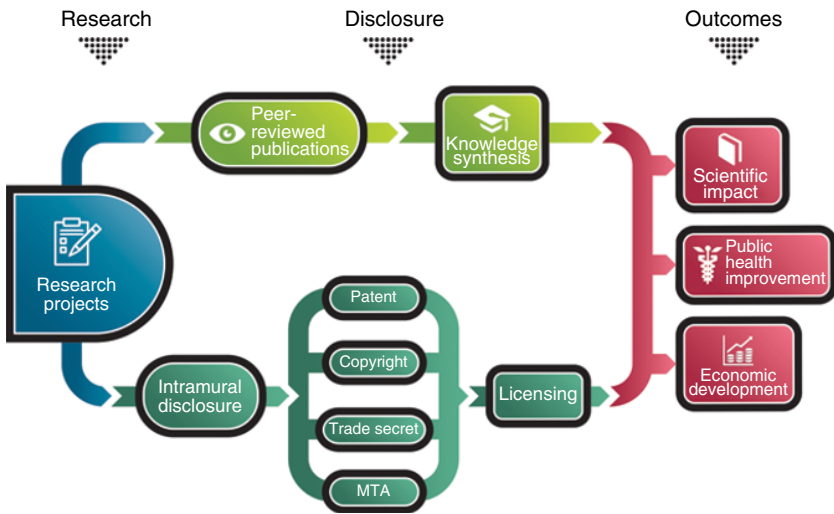 Research
Disclosure
Outcomes
Peer-
reviewed
publications
Knowledge
synthesis
Scientific
impact
Research
projects
Public
health
improvement
Patent
Copyright
Intramural
disclosure
Trade secret
MTA
Licensing
Economic
development